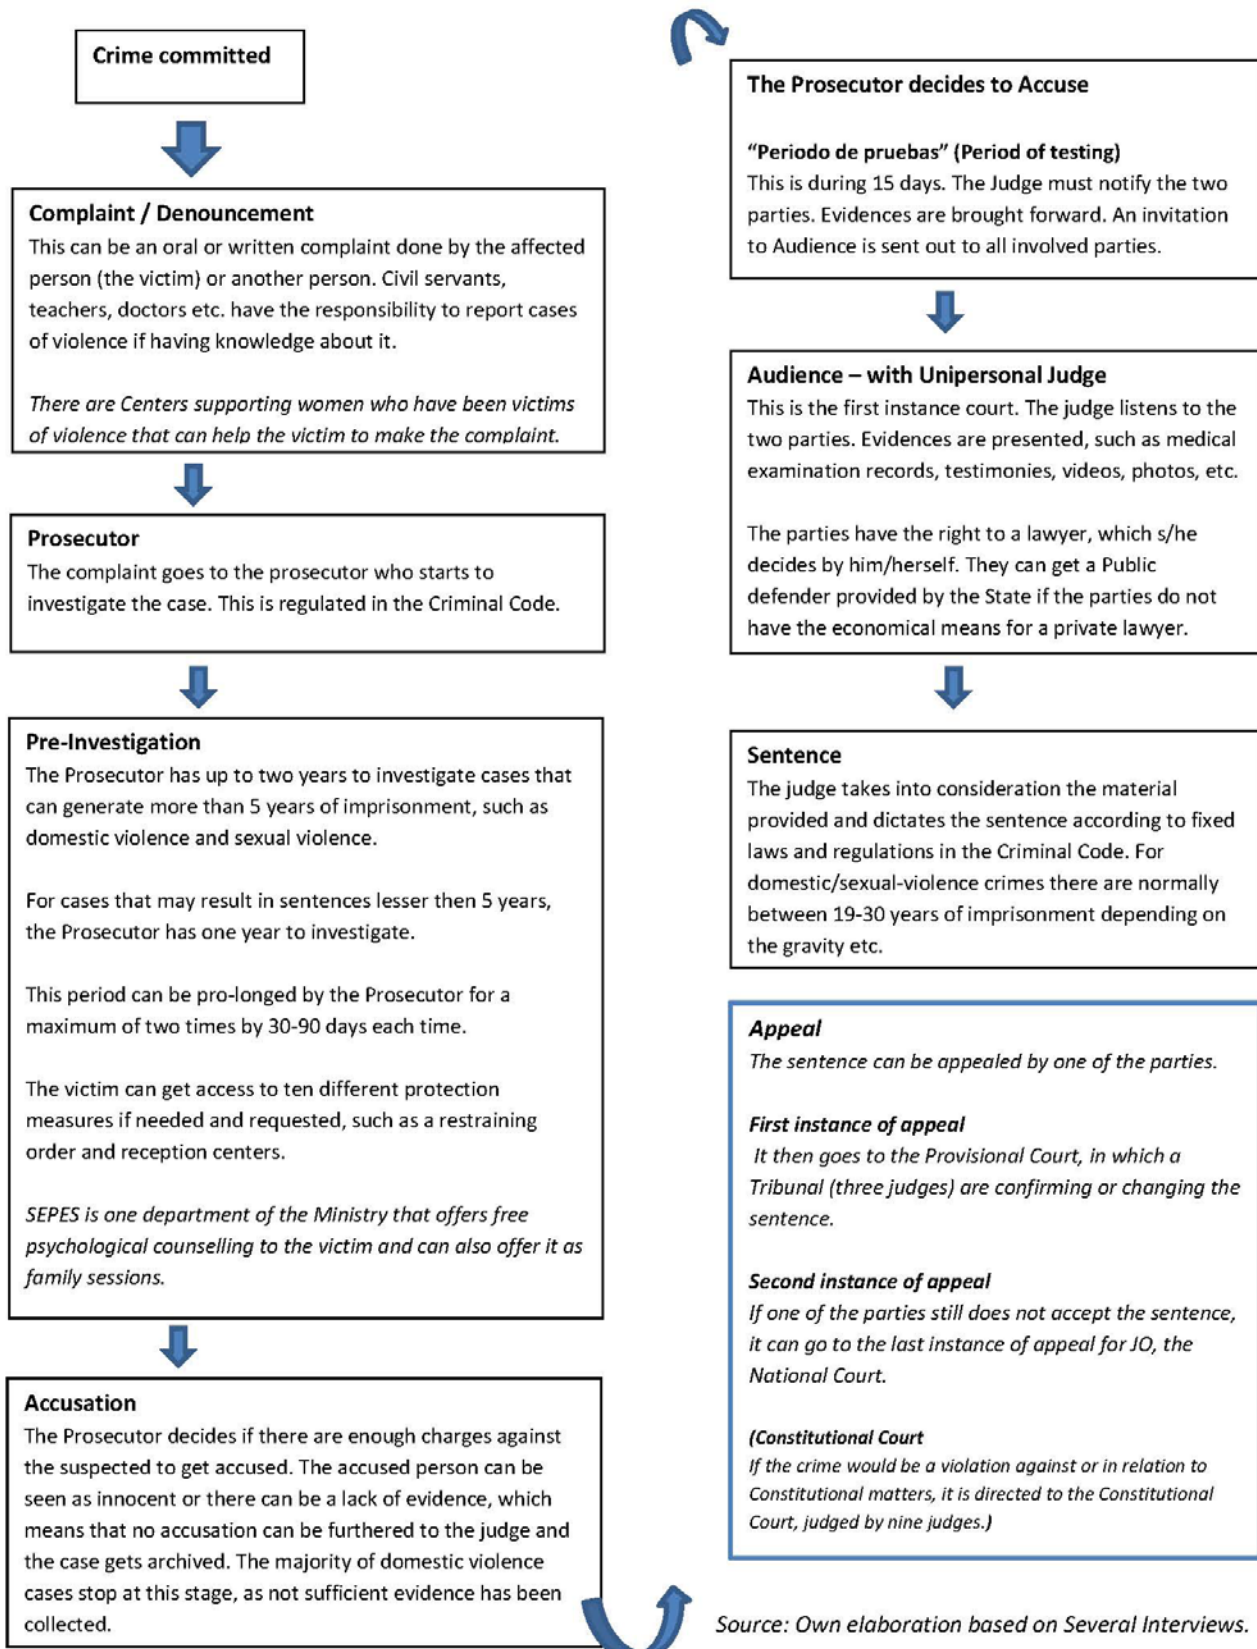 Crime committed
Complaint / Denouncement
This can be an oral or written complaint done by the affected
person (the victim) or another person. Civil servants,
teachers, doctors etc. have the responsibility to report cases
of violence if having knowledge about it.
There are Centers supporting women who have been victims
of violence that can help the victim to make the complaint.
Prosecutor
The complaint goes to the prosecutor who starts to
investigate the case. This is regulated in the Criminal Code.
Pre-Investigation
The Prosecutor has up to two years to investigate cases that
can generate more than 5 years of imprisonment, such as
domestic violence and sexual violence.
For cases that may result in sentences lesser then 5 years,
the Prosecutor has one year to investigate.
This period can be pro-longed by the Prosecutor for a
maximum of two times by 30-90 days each time.
The victim can get access to ten different protection
measures if needed and requested, such as a restraining
order and reception centers.
SEPES is one department of the Ministry that offers free
psychological counselling to the victim and can also offer it as
family sessions.
Accusation
The Prosecutor decides if there are enough charges against
the suspected to get accused. The accused person can be
seen as innocent or there can be a lack of evidence, which
means that no accusation can be furthered to the judge and
the case gets archived. The majority of domestic violence
cases stop at this stage, as not sufficient evidence has been
collected.
The Prosecutor decides to Accuse
“Periodo de pruebas” (Period of testing)
This is during 15 days. The Judge must notify the two
parties. Evidences are brought forward. An invitation
to Audience is sent out to all involved parties.
Audience – with Unipersonal Judge
This is the first instance court. The judge listens to the
two parties. Evidences are presented, such as medical
examination records, testimonies, videos, photos, etc.
The parties have the right to a lawyer, which s/he
decides by him/herself. They can get a Public
defender provided by the State if the parties do not
have the economical means for a private lawyer.
Sentence
The judge takes into consideration the material
provided and dictates the sentence according to fixed
laws and regulations in the Criminal Code. For
domestic/sexual-violence crimes there are normally
between 19-30 years of imprisonment depending on
the gravity etc.
Appeal
The sentence can be appealed by one of the parties.
First instance of appeal
It then goes to the Provisional Court, in which a
Tribunal (three judges) are confirming or changing the
sentence.
Second instance of appeal
If one of the parties still does not accept the sentence,
it can go to the last instance of appeal for JO, the
National Court.
(Constitutional Court
If the crime would be a violation against or in relation to
Constitutional matters, it is directed to the Constitutional
Court, judged by nine judges.)
Source: Own elaboration based on Several Interviews.